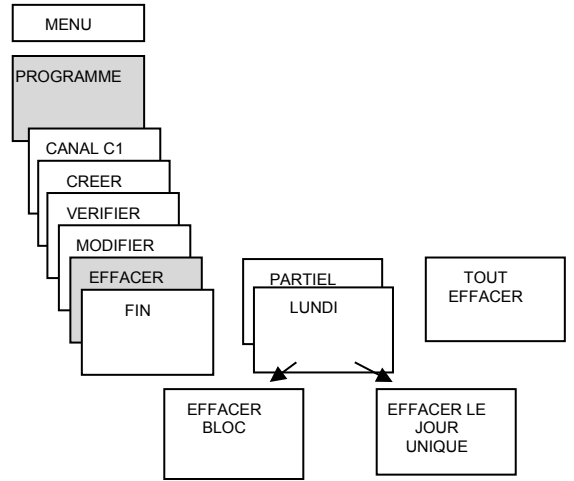 MENU
PROGRAMME
CANAL C1
CREER
VERIFIER
MODIFIER
EFFACER
FIN
PARTIEL
LUNDI
TOUT
EFFACER
EFFACER
BLOC
EFFACER LE
JOUR
UNIQUE